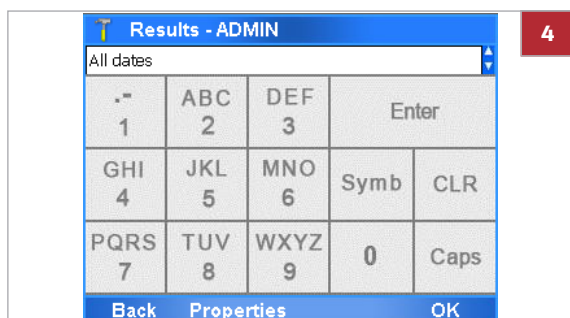 Results - ADMIN
4
All dates
.-
1
ABC
2
DEF
3
Enter
GHI
4
JKL
5
MNO
6
Symb
CLR
PQRS
7
TUV
8
WXYZ
9
0
Caps
Back Properties OK